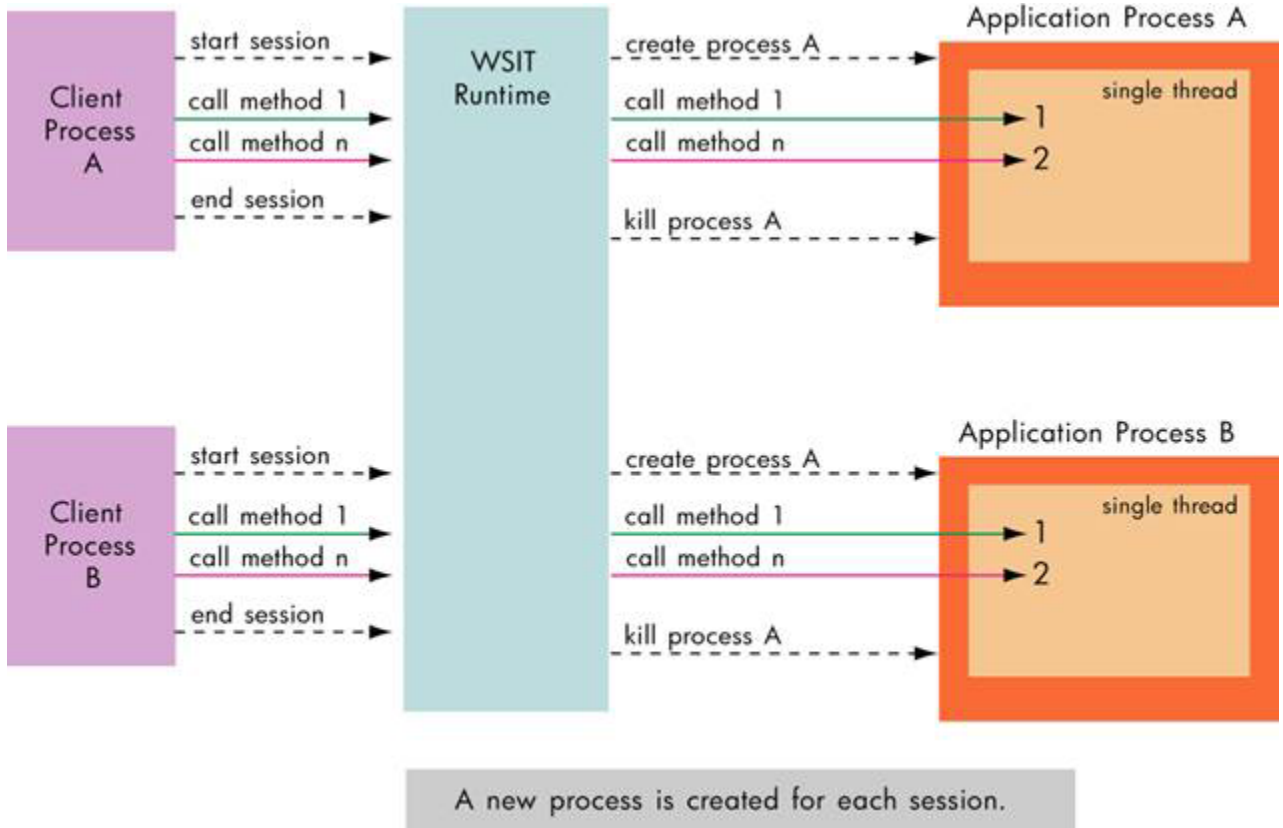 Application Process A
start session
create process A
WSIT
Runtime
single thread
Client
Process
A
call method 1
call method 1
1
call method n
call method n
2
end session
kill process A
Application Process B
start session
create process A
single thread
Client
Process
B
call method 1
call method 1
1
call method n
call method n
2
end session
kill process A
A new process is created for each session.